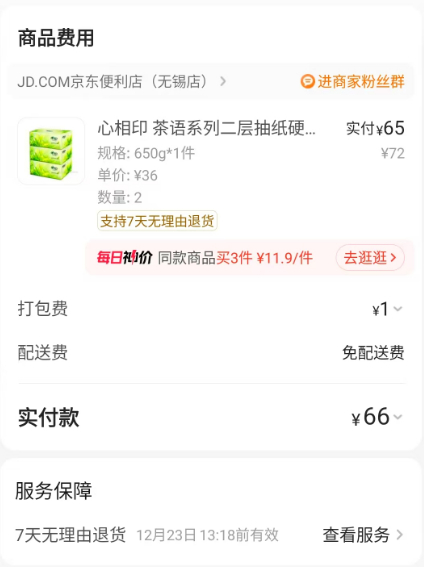 商品费用
JD.COM京东便利店（无锡店） >
进商家粉丝群
心相印 茶语系列二层抽纸硬...
实付¥65
规格: 650g*1件
¥72
单价: ¥36
数量: 2
支持7天无理由退货
每日神价 同款商品买3件 ¥11.9/件
去逛逛 >
打包费
¥1
配送费
免配送费
实付款
¥66
服务保障
7天无理由退货 12月23日13:18前有效
查看服务 >